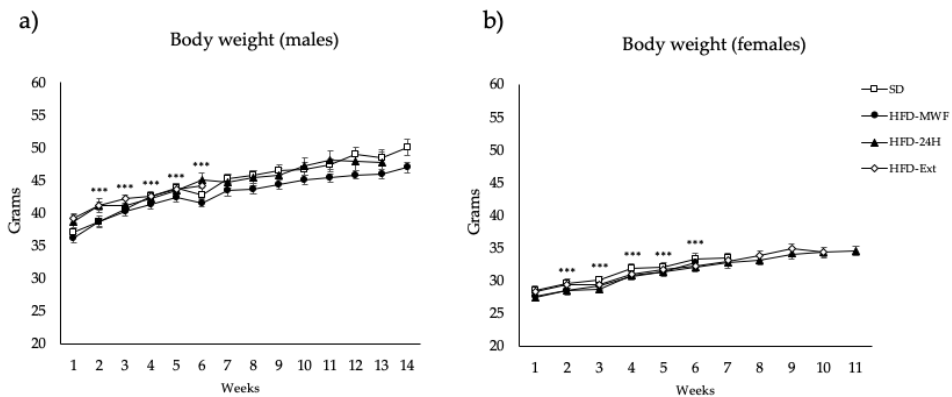 a)
Body weight (males)
60
55
50
45
40
35
30
25
20
Grams
*** *** *** *** ***
1 2 3 4 5 6 7 8 9 10 11 12 13 14
Weeks
b)
Body weight (females)
60
55
50
45
40
35
30
25
20
Grams
*** *** *** *** ***
1 2 3 4 5 6 7 8 9 10 11
Weeks
SD
HFD-MWF
HFD-24H
HFD-Ext